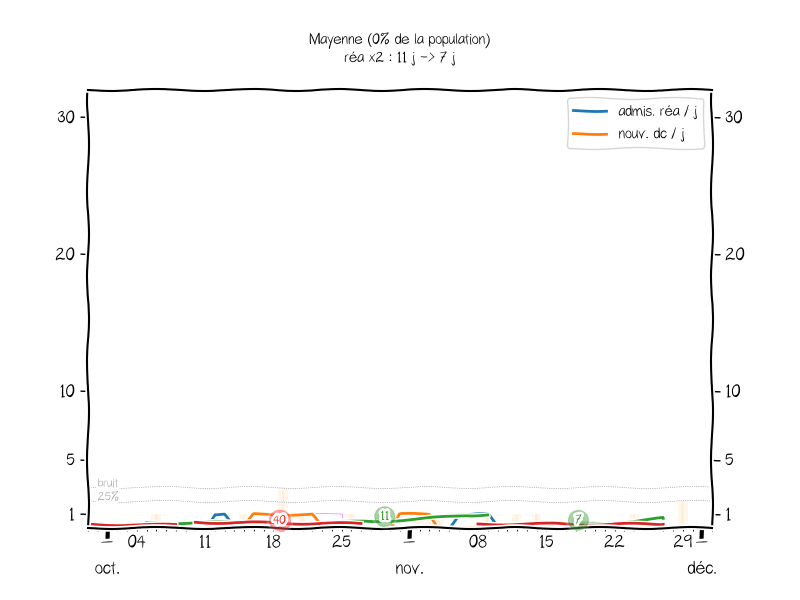 Mayenne (0% de la population)
réa x2 : 11 j -> 7 j
admis. réa / j
nouv. dc / j
30
30
20
20
10
10
5
5
bruit
25%
1
1
40
11
7
04
11
18
25
08
15
22
29
oct.
nov.
déc.